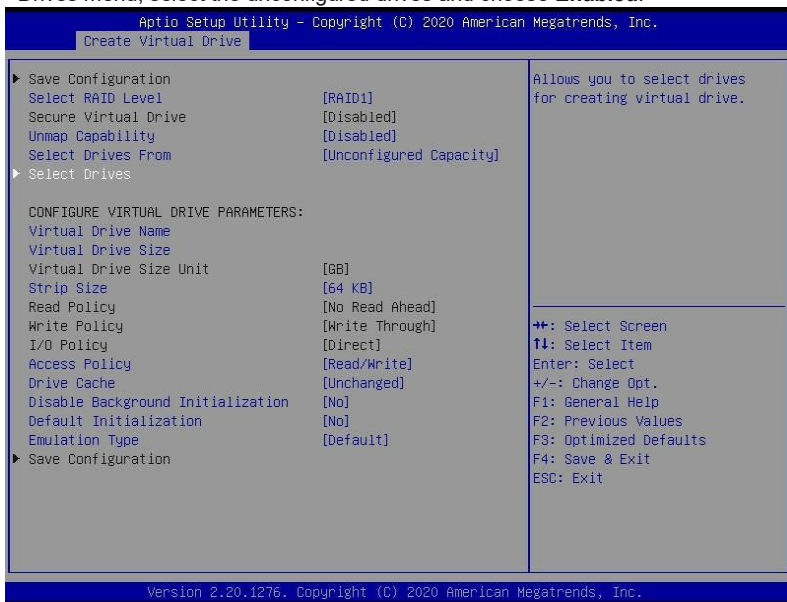 Drives menu, select the unconfigured drives and choose Enabled.
Aptio Setup Utility – Copyright (C) 2020 American Megatrends, Inc.
Create Virtual Drive
▶ Save Configuration
Select RAID Level [RAID1]
Secure Virtual Drive [Disabled]
Unmap Capability [Disabled]
Select Drives From [Unconfigured Capacity]
▶ Select Drives
CONFIGURE VIRTUAL DRIVE PARAMETERS:
Virtual Drive Name
Virtual Drive Size
Virtual Drive Size Unit [GB]
Strip Size [64 KB]
Read Policy [No Read Ahead]
Write Policy [Write Through]
I/O Policy [Direct]
Access Policy [Read/Write]
Drive Cache [Unchanged]
Disable Background Initialization [No]
Default Initialization [No]
Emulation Type [Default]
▶ Save Configuration
Allows you to select drives
for creating virtual drive.
→←: Select Screen
↑↓: Select Item
Enter: Select
+/-: Change Opt.
F1: General Help
F2: Previous Values
F3: Optimized Defaults
F4: Save & Exit
ESC: Exit
Version 2.20.1276. Copyright (C) 2020 American Megatrends, Inc.